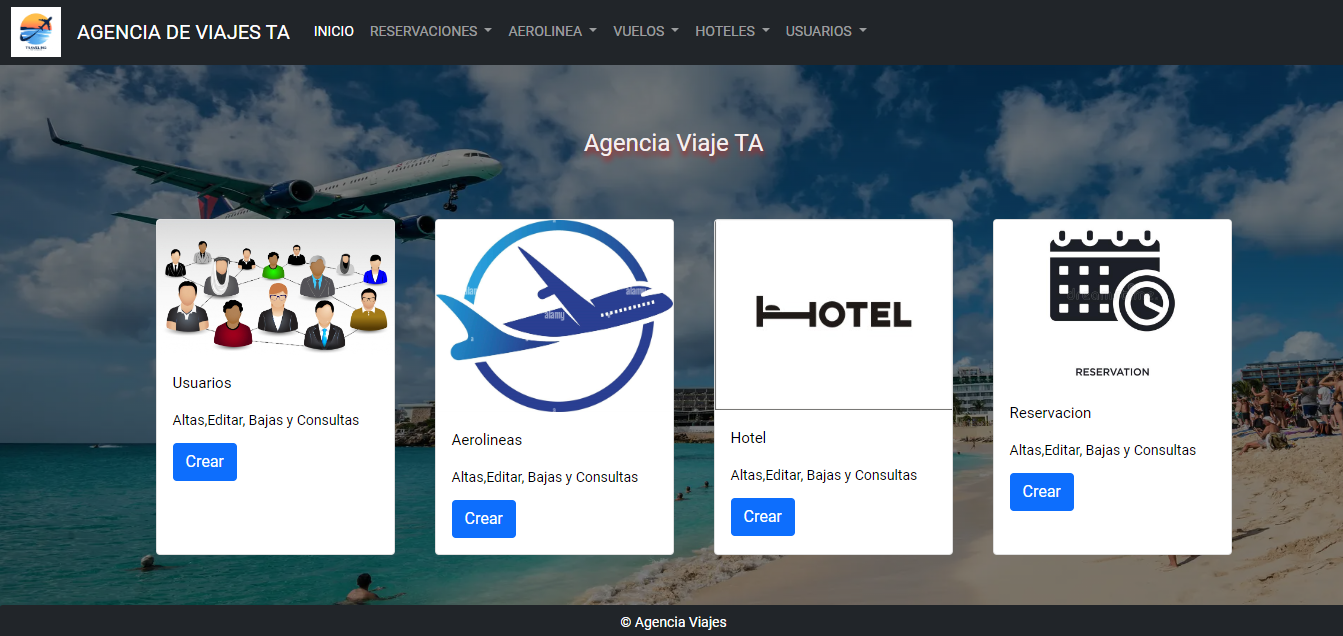 AGENCIA DE VIAJES TA INICIO RESERVACIONES AEROLINEA VUELOS HOTELES USUARIOS
Agencia Viaje TA
Usuarios
Altas,Editar, Bajas y Consultas
Crear
alamy
alamy
Aerolineas
Altas,Editar, Bajas y Consultas
Crear
HOTEL
Hotel
Altas,Editar, Bajas y Consultas
Crear
RESERVATION
Reservacion
Altas,Editar, Bajas y Consultas
Crear
© Agencia Viajes